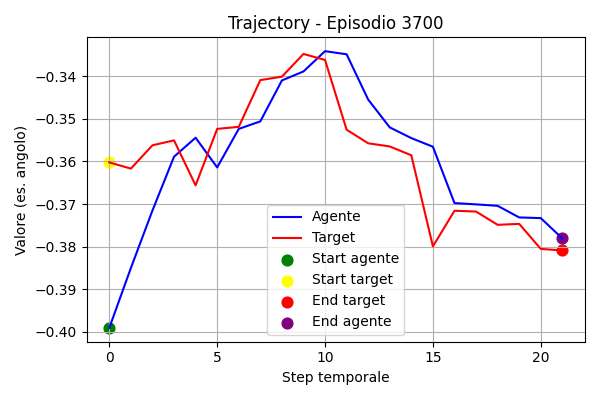 Trajectory - Episodio 3700
Valore (es. angolo)
−0.34
−0.35
−0.36
−0.37
−0.38
−0.39
−0.40
Agente
Target
Start agente
Start target
End target
End agente
0 5 10 15 20
Step temporale